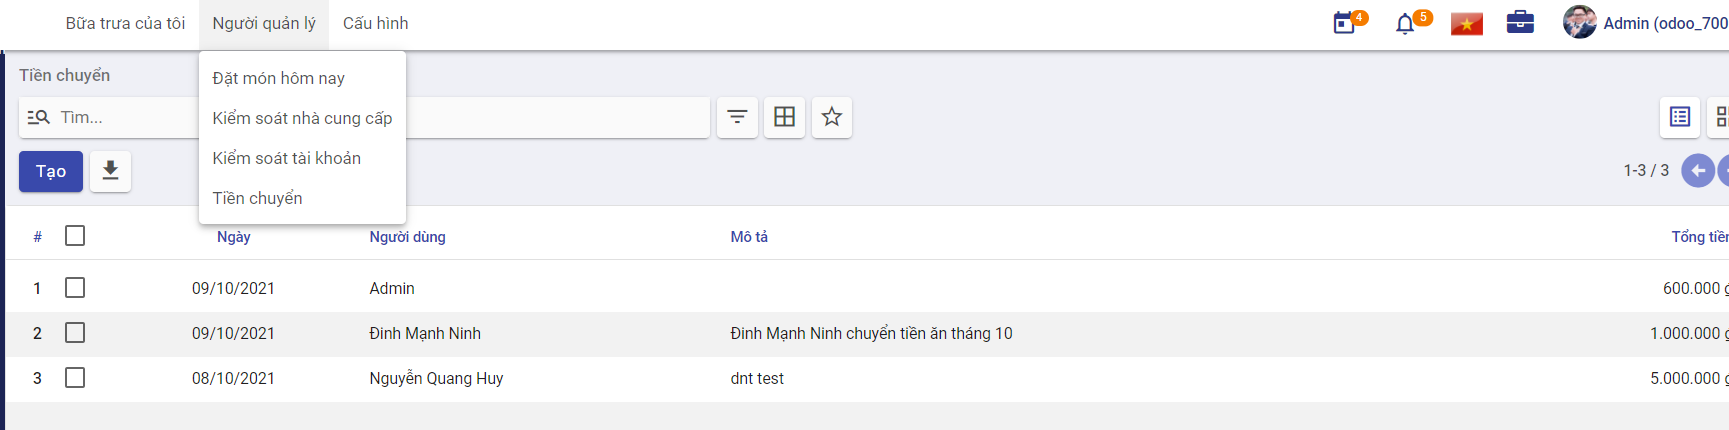 Bữa trưa của tôi Người quản lý Cấu hình 4 5 Admin (odoo_700
Tiền chuyển
Đặt món hôm nay
Tìm...
Kiểm soát nhà cung cấp
Kiểm soát tài khoản
Tạo
1-3 / 3
Tiền chuyển
# Ngày Người dùng Mô tả Tổng tiền
1 09/10/2021 Admin 600.000 ₫
2 09/10/2021 Đinh Mạnh Ninh Đinh Mạnh Ninh chuyển tiền ăn tháng 10 1.000.000 ₫
3 08/10/2021 Nguyễn Quang Huy dnt test 5.000.000 ₫